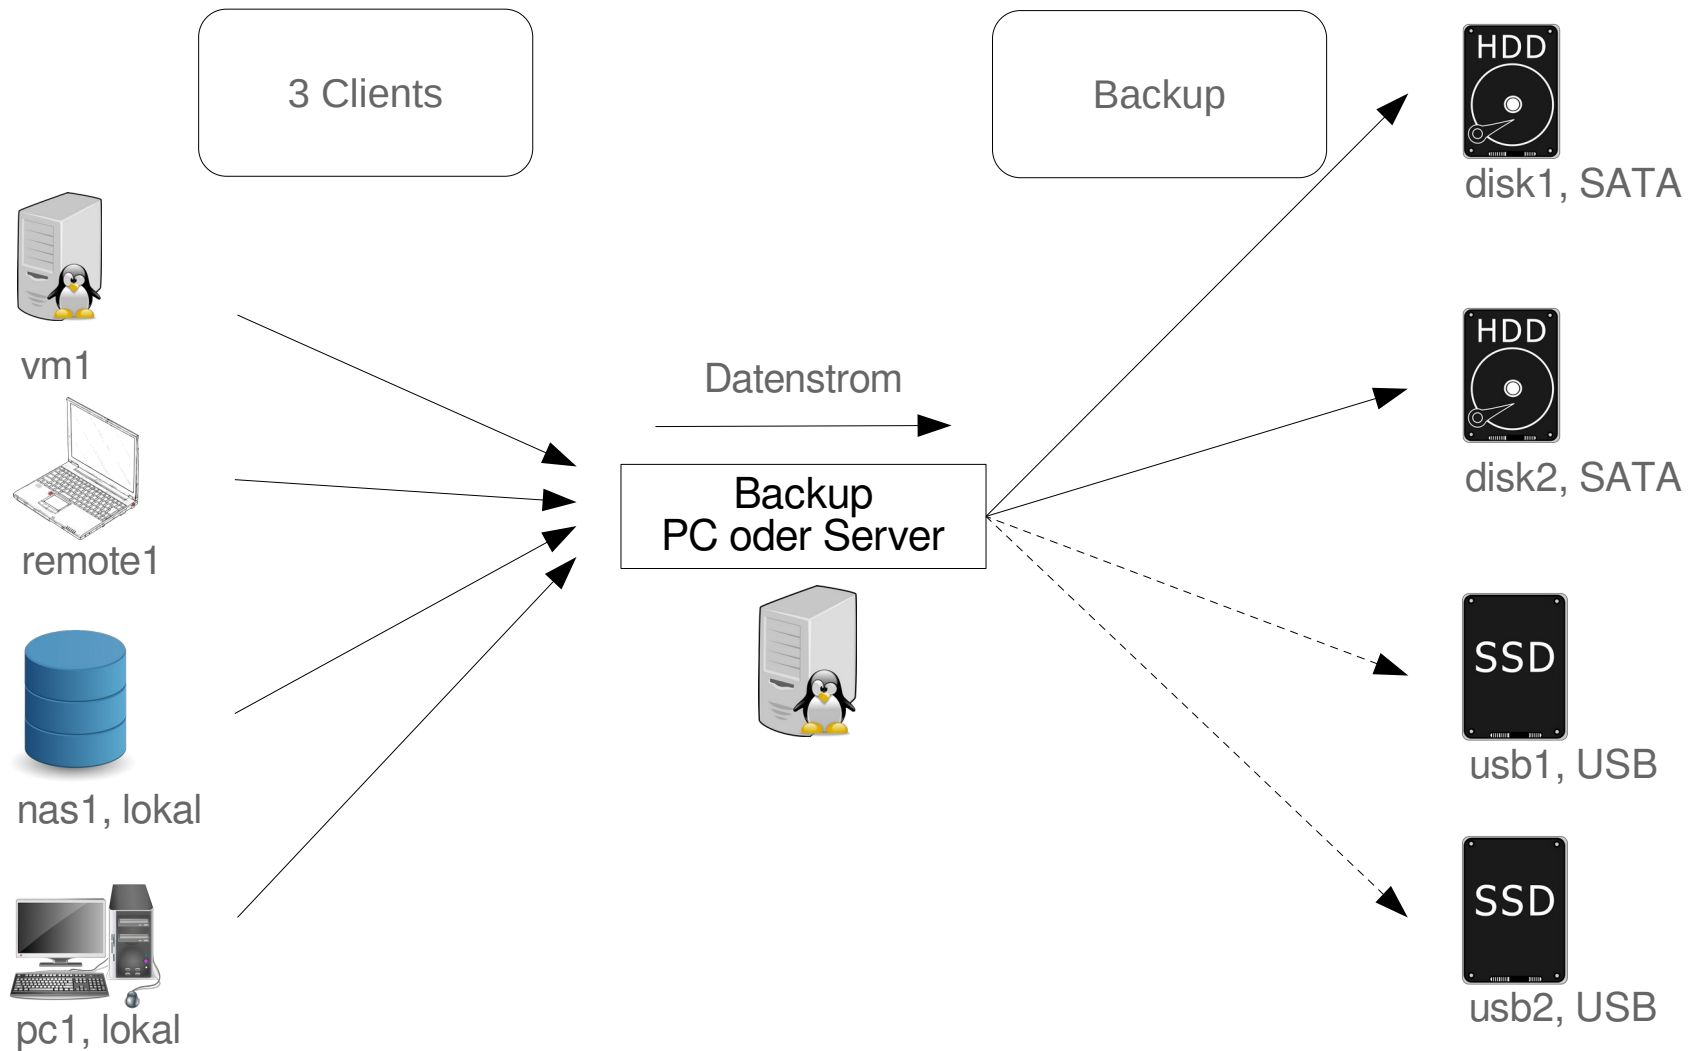 3 Clients
Backup
HDD
disk1, SATA
vm1
HDD
Datenstrom
disk2, SATA
Backup
PC oder Server
remote1
SSD
usb1, USB
nas1, lokal
SSD
usb2, USB
pc1, lokal